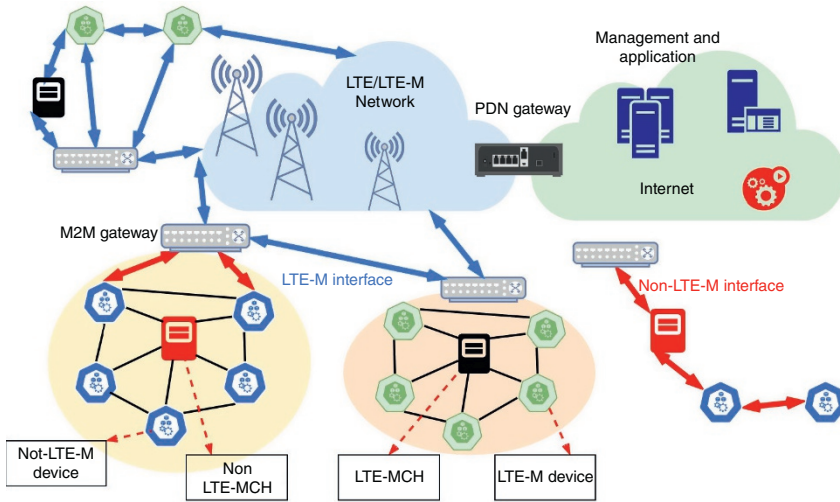 Management and
application
LTE/LTE-M
Network
PDN gateway
Internet
M2M gateway
LTE-M interface
Non-LTE-M interface
Not-LTE-M
device
Non
LTE-MCH
LTE-MCH
LTE-M device